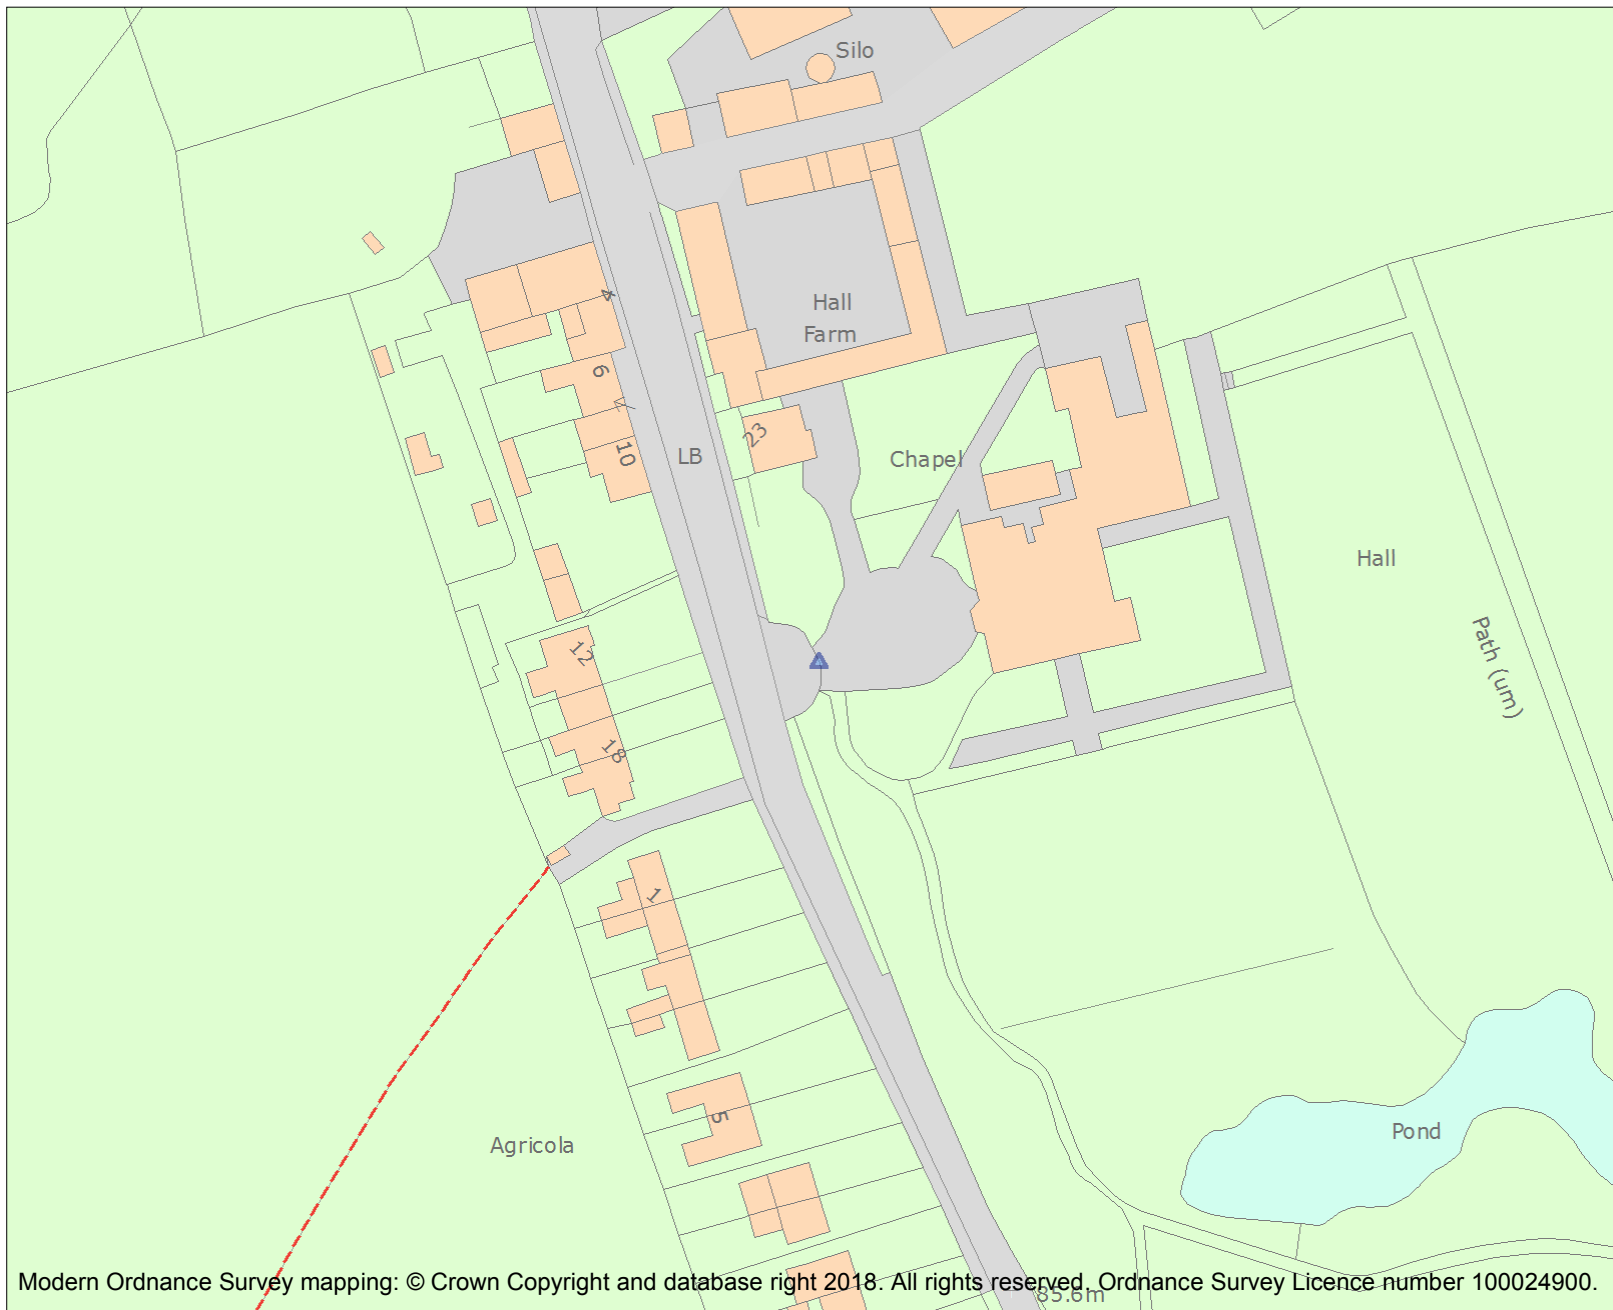 Silo
4
Hall
Farm
6
23
10
LB
Chapel
Hall
Path (um)
12
18
1
5
Agricola
Pond
85.6m
Modern Ordnance Survey mapping: © Crown Copyright and database right 2018. All rights reserved, Ordnance Survey Licence number 100024900.